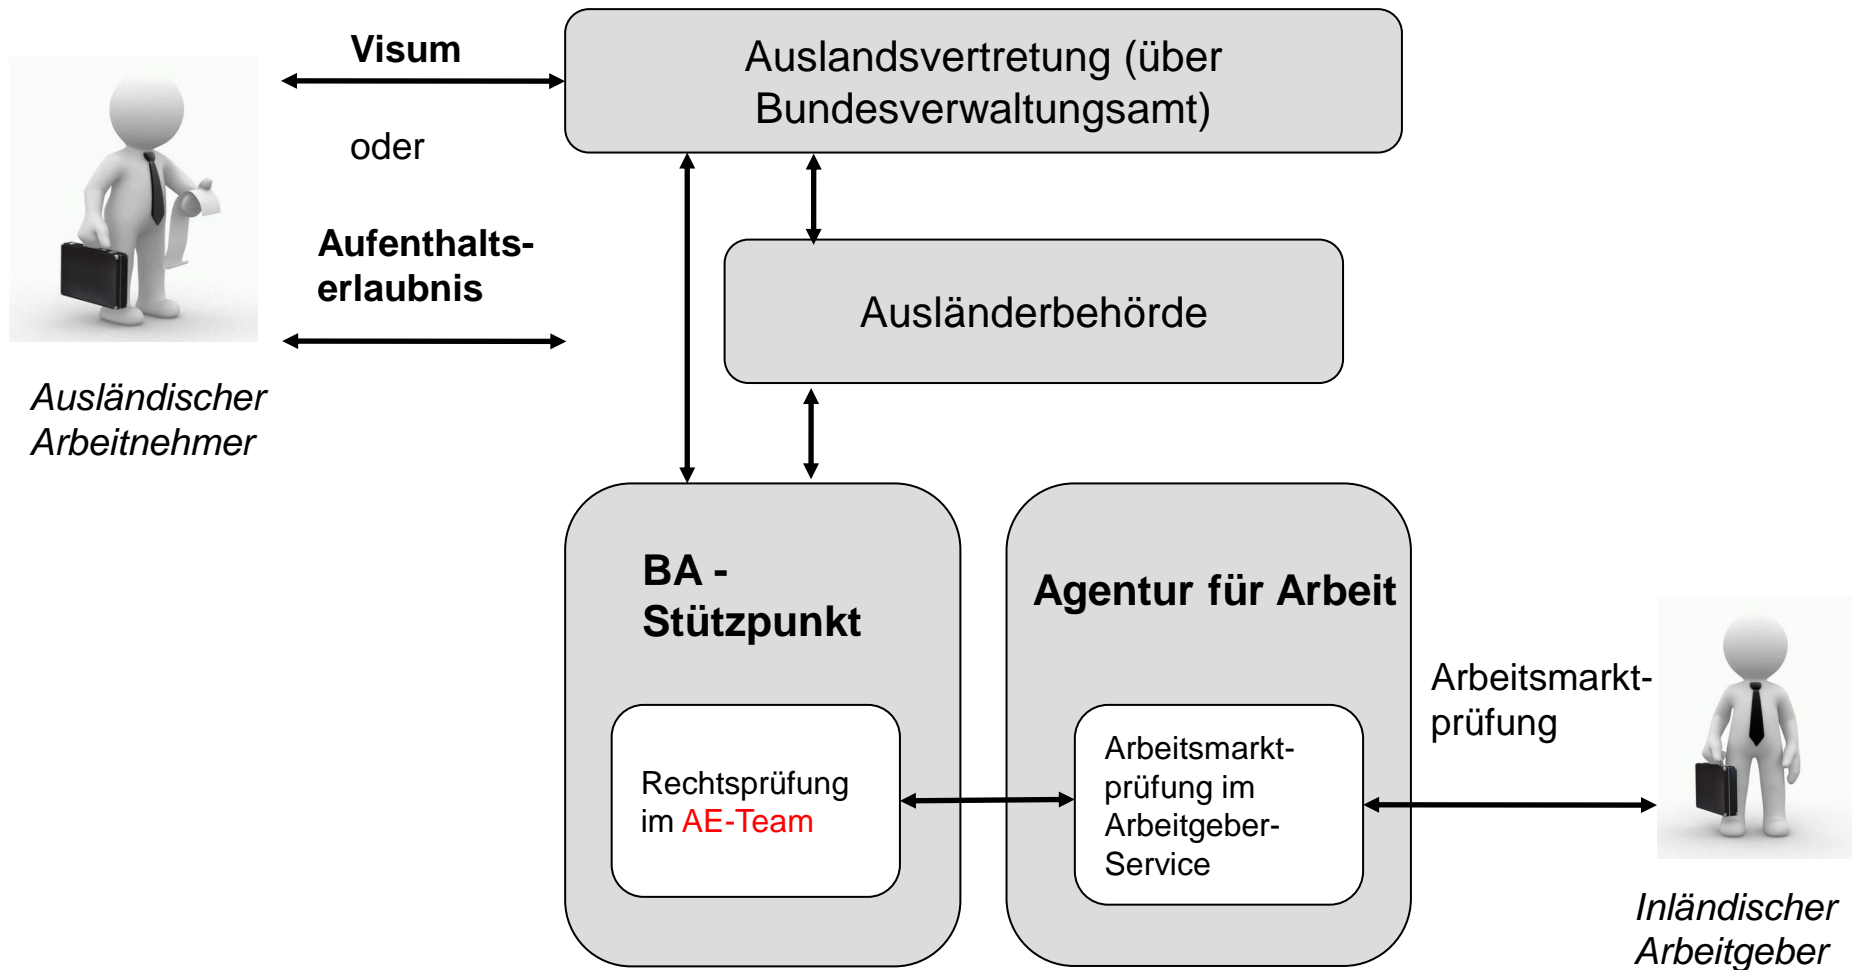 Visum
oder
Aufenthalts-
erlaubnis
Ausländischer
Arbeitnehmer
Auslandsvertretung (über
Bundesverwaltungsamt)
Ausländerbehörde
BA -
Stützpunkt
Rechtsprüfung
im AE-Team
Agentur für Arbeit
Arbeitsmarkt-
prüfung im
Arbeitgeber-
Service
Arbeitsmarkt-
prüfung
Inländischer
Arbeitgeber